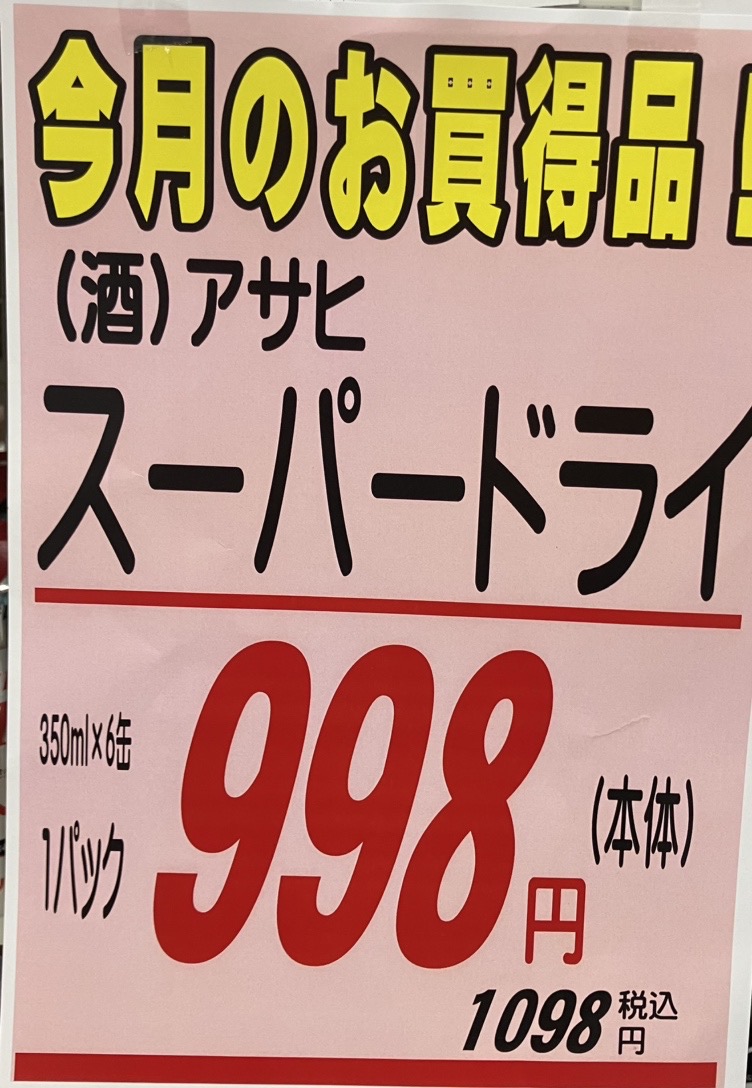 今月のお買得品!
(酒)アサヒ
スーパードライ
350ml×6缶
1パック
998円
(本体)
1098税込円